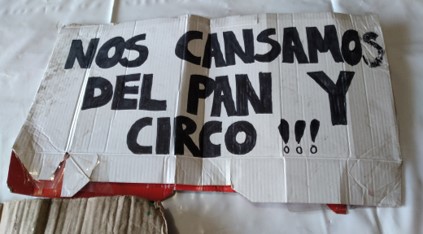 NOS CANSAMOS
DEL PAN Y
CIRCO !!!